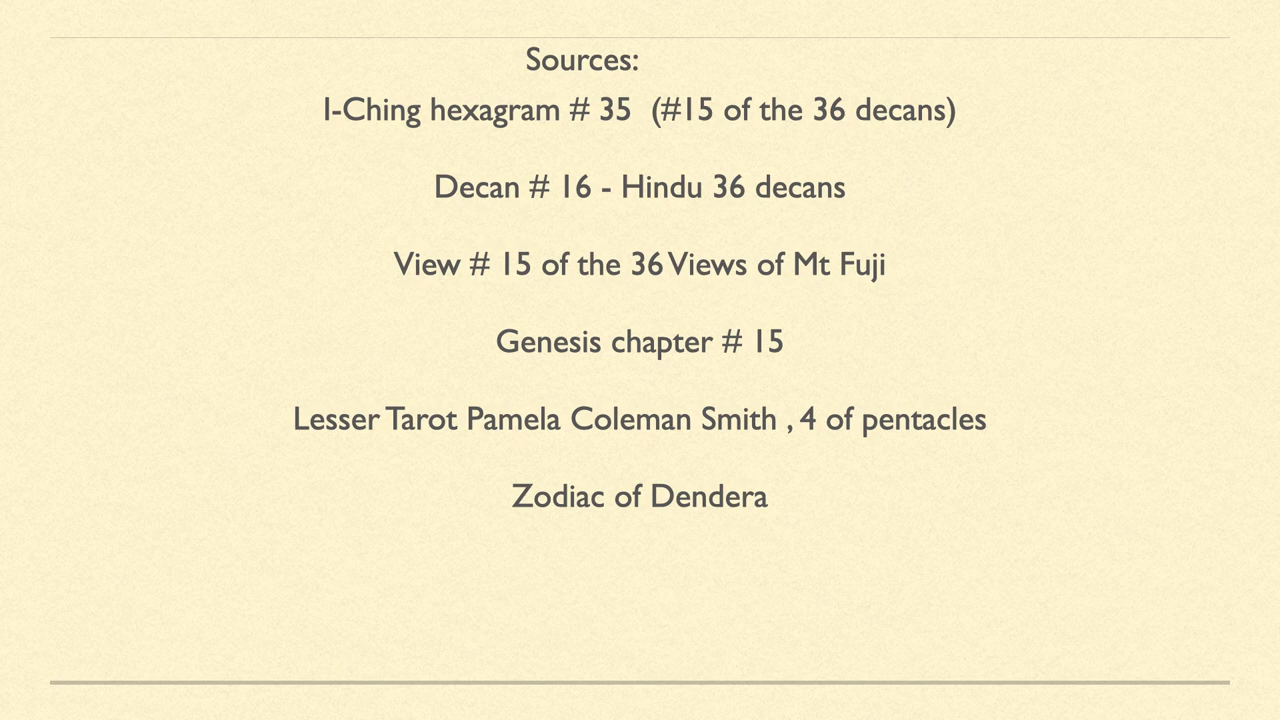 Sources:
I-Ching hexagram # 35  (#15 of the 36 decans)
Decan # 16 - Hindu 36 decans
View # 15 of the 36 Views of Mt Fuji
Genesis chapter # 15
Lesser Tarot Pamela Coleman Smith , 4 of pentacles
Zodiac of Dendera